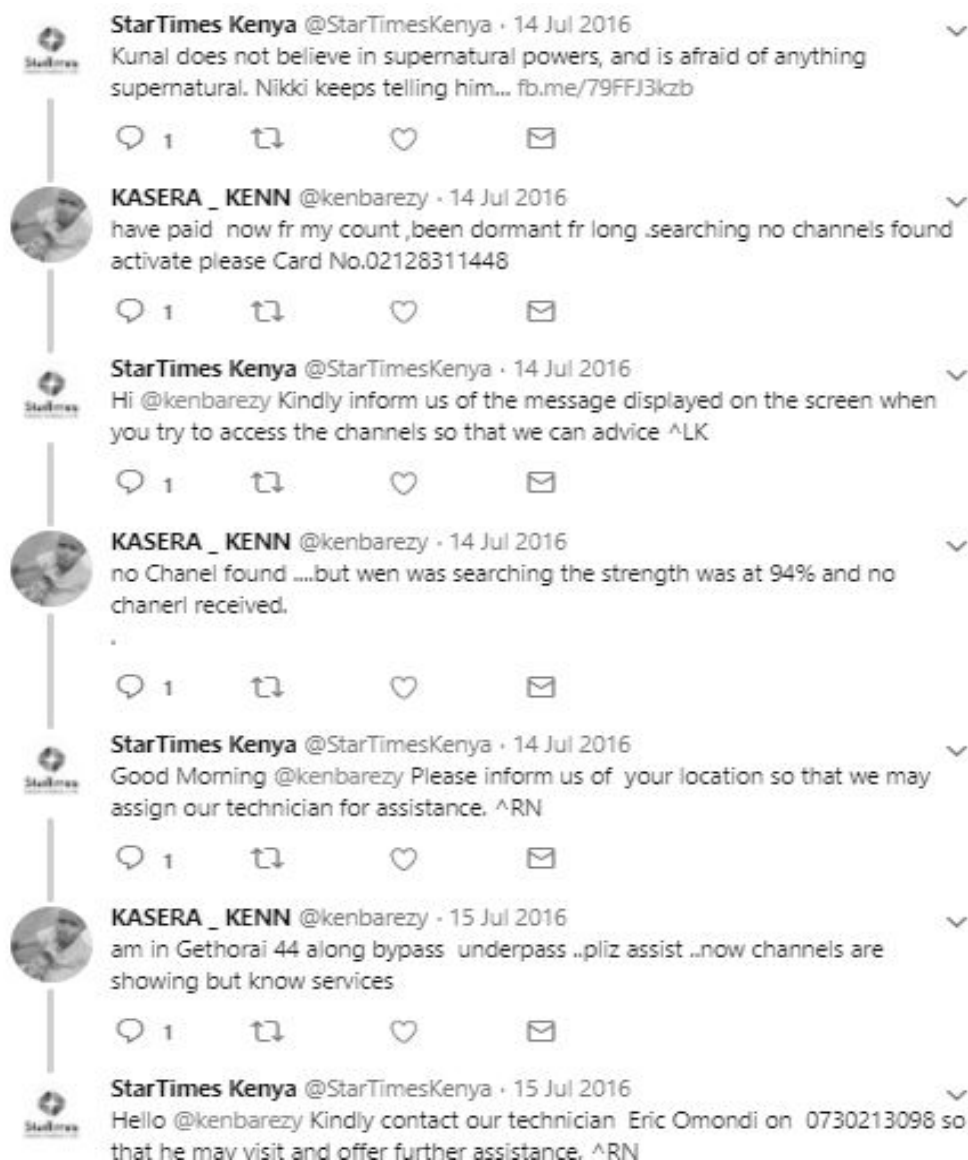 StarTimes Kenya @StarTimesKenya · 14 Jul 2016
Kunal does not believe in supernatural powers, and is afraid of anything
supernatural. Nikki keeps telling him... fb.me/79FFJ3kzb
1
KASERA _ KENN @kenbarezy · 14 Jul 2016
have paid now fr my count ,been dormant fr long .searching no channels found
activate please Card No.02128311448
1
StarTimes Kenya @StarTimesKenya · 14 Jul 2016
Hi @kenbarezy Kindly inform us of the message displayed on the screen when
you try to access the channels so that we can advice ^LK
1
KASERA _ KENN @kenbarezy · 14 Jul 2016
no Chanel found ....but wen was searching the strength was at 94% and no
chanerl received.
.
1
StarTimes Kenya @StarTimesKenya · 14 Jul 2016
Good Morning @kenbarezy Please inform us of your location so that we may
assign our technician for assistance. ^RN
1
KASERA _ KENN @kenbarezy · 15 Jul 2016
am in Gethorai 44 along bypass underpass ..pliz assist ..now channels are
showing but know services
1
StarTimes Kenya @StarTimesKenya · 15 Jul 2016
Hello @kenbarezy Kindly contact our technician Eric Omondi on 0730213098 so
that he may visit and offer further assistance. ^RN